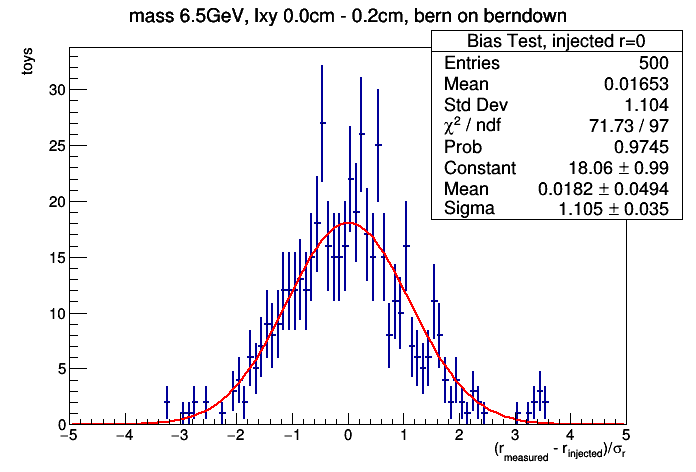 mass 6.5GeV, lxy 0.0cm - 0.2cm, bern on berndown
toys
Bias Test, injected r=0
Entries 500
Mean 0.01653
Std Dev 1.104
χ² / ndf 71.73 / 97
Prob 0.9745
Constant 18.06 ± 0.99
Mean 0.0182 ± 0.0494
Sigma 1.105 ± 0.035
30
25
20
15
10
5
0
−5 −4 −3 −2 −1 0 1 2 3 4 5
(r_measured - r_injected)/σ_r